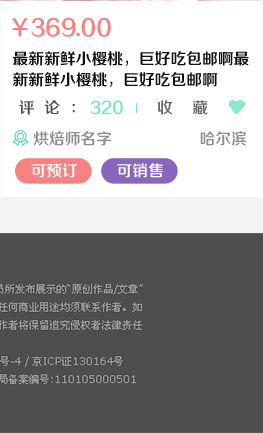 ¥369.00
最新新鲜小樱桃，巨好吃包邮啊最
新新鲜小樱桃，巨好吃包邮啊
评 论 ： 320 收 藏
烘焙师名字 哈尔滨
可预订 可销售
员所发布展示的“原创作品/文章”
任何商业用途均须联系作者。如
作者将保留追究侵权者法律责任
号-4 / 京ICP证130164号
局备案编号:110105000501